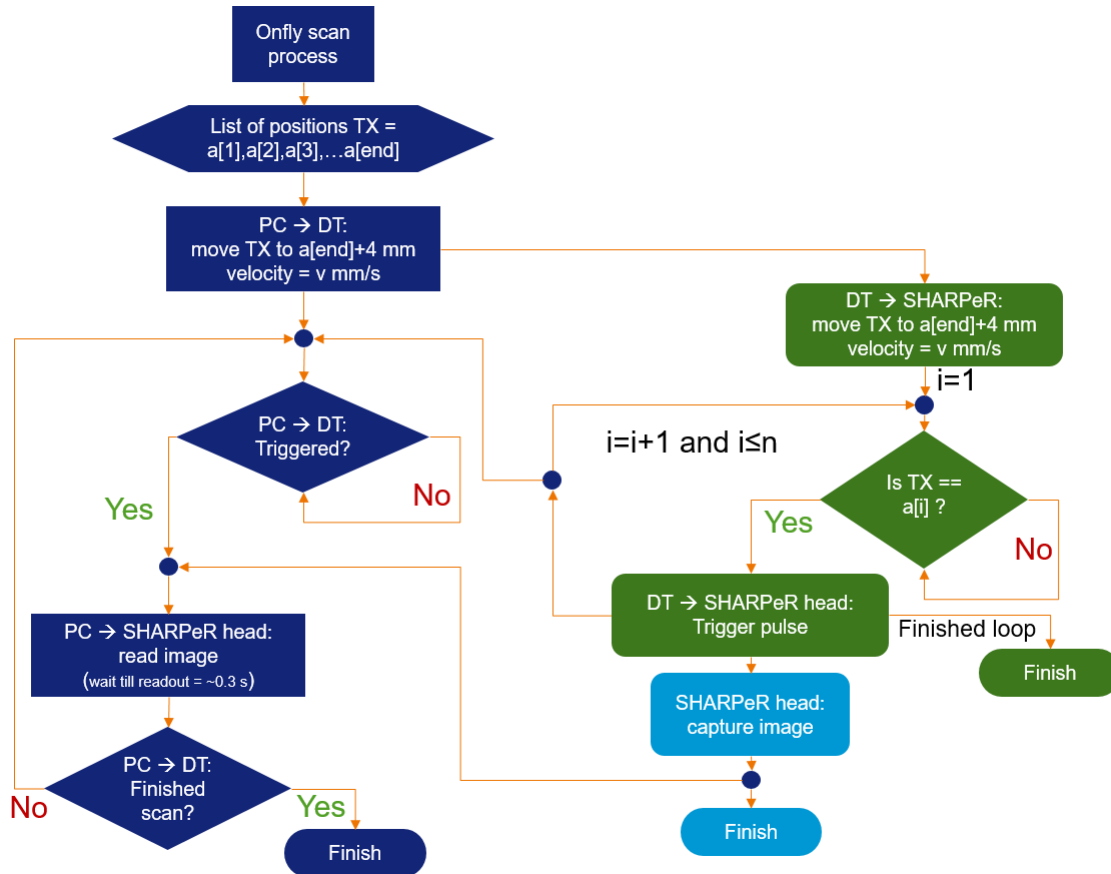 Onfly scan
process
List of positions TX =
a[1],a[2],a[3],…a[end]
PC → DT:
move TX to a[end]+4 mm
velocity = v mm/s
DT → SHARPeR:
move TX to a[end]+4 mm
velocity = v mm/s
i=1
PC → DT:
Triggered?
No
Yes
i=i+1 and i≤n
Is TX ==
a[i] ?
Yes
No
DT → SHARPeR head:
Trigger pulse
Finished loop
Finish
PC → SHARPeR head:
read image
(wait till readout = ~0.3 s)
SHARPeR head:
capture image
PC → DT:
Finished
scan?
No
Yes
Finish
Finish